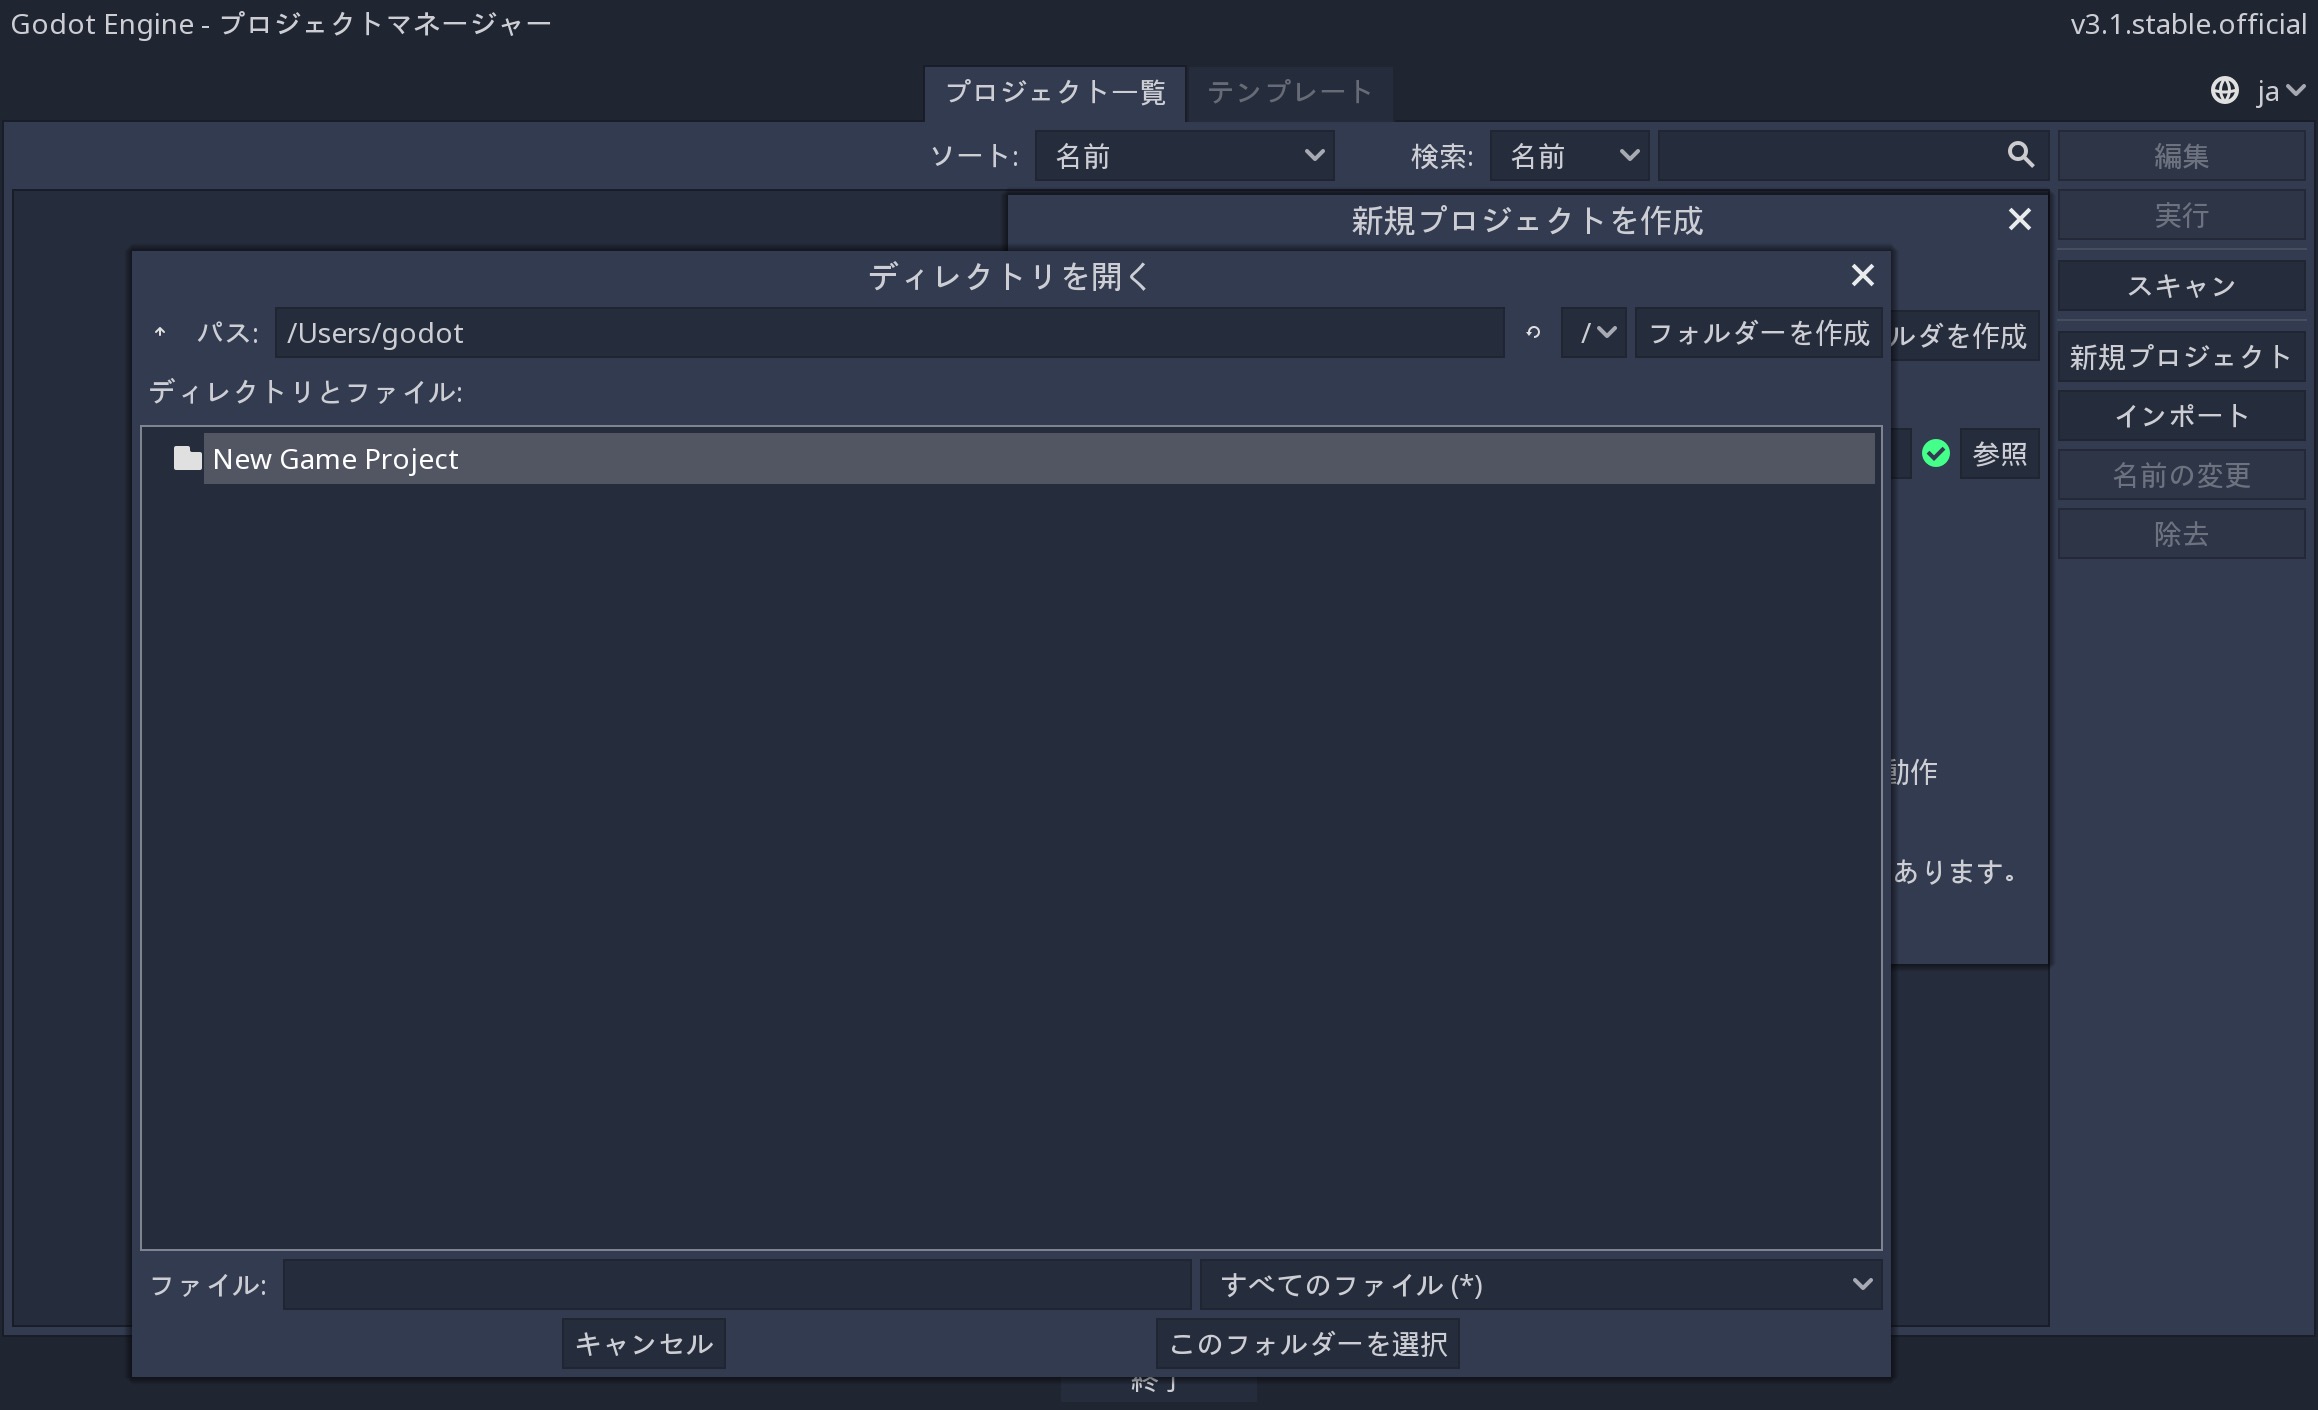 Godot Engine - プロジェクトマネージャー
v3.1.stable.official
プロジェクト一覧
テンプレート
ja
ソート:
名前
検索:
名前
編集
新規プロジェクトを作成
実行
ディレクトリを開く
スキャン
パス:
/Users/godot
/
フォルダーを作成
ルダを作成
新規プロジェクト
ディレクトリとファイル:
インポート
New Game Project
参照
名前の変更
除去
動作
あります。
ファイル:
すべてのファイル (*)
キャンセル
このフォルダーを選択
終了